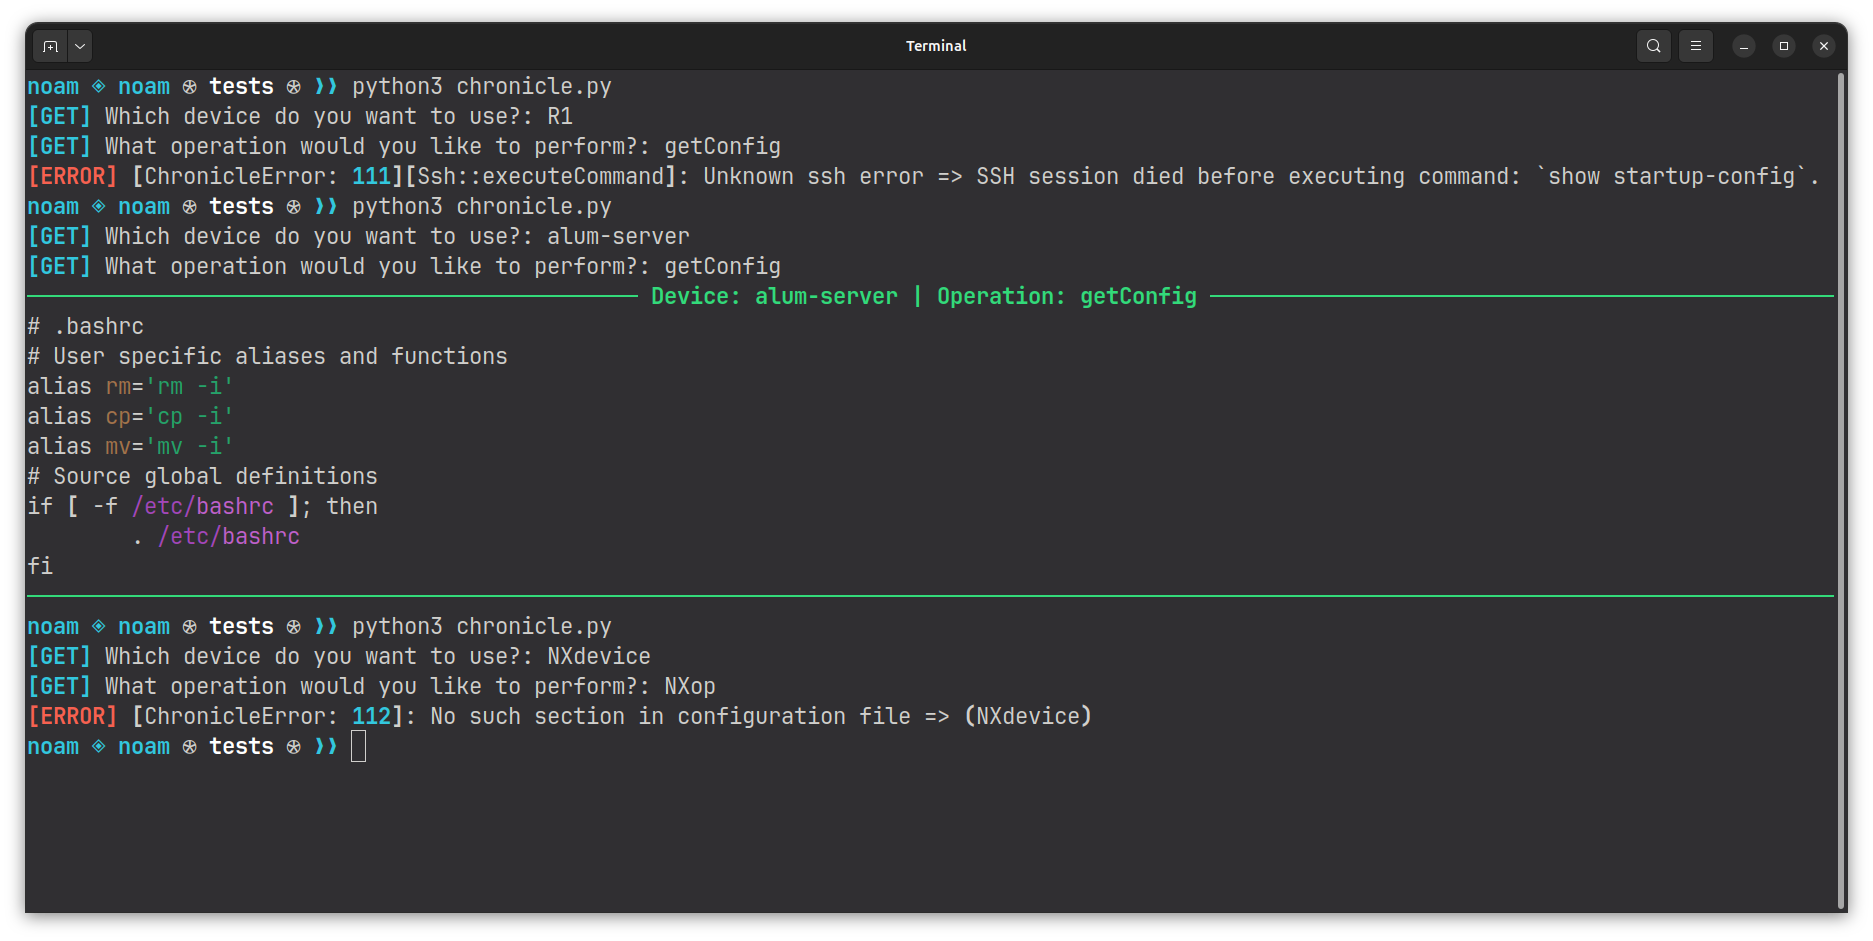 Terminal
noam ◈ noam ⍟ tests ⍟ ❱❱ python3 chronicle.py
[GET] Which device do you want to use?: R1
[GET] What operation would you like to perform?: getConfig
[ERROR] [ChronicleError: 111][Ssh::executeCommand]: Unknown ssh error => SSH session died before executing command: `show startup-config`.
noam ◈ noam ⍟ tests ⍟ ❱❱ python3 chronicle.py
[GET] Which device do you want to use?: alum-server
[GET] What operation would you like to perform?: getConfig
Device: alum-server | Operation: getConfig
# .bashrc
# User specific aliases and functions
alias rm='rm -i'
alias cp='cp -i'
alias mv='mv -i'
# Source global definitions
if [ -f /etc/bashrc ]; then
        . /etc/bashrc
fi
noam ◈ noam ⍟ tests ⍟ ❱❱ python3 chronicle.py
[GET] Which device do you want to use?: NXdevice
[GET] What operation would you like to perform?: NXop
[ERROR] [ChronicleError: 112]: No such section in configuration file => (NXdevice)
noam ◈ noam ⍟ tests ⍟ ❱❱